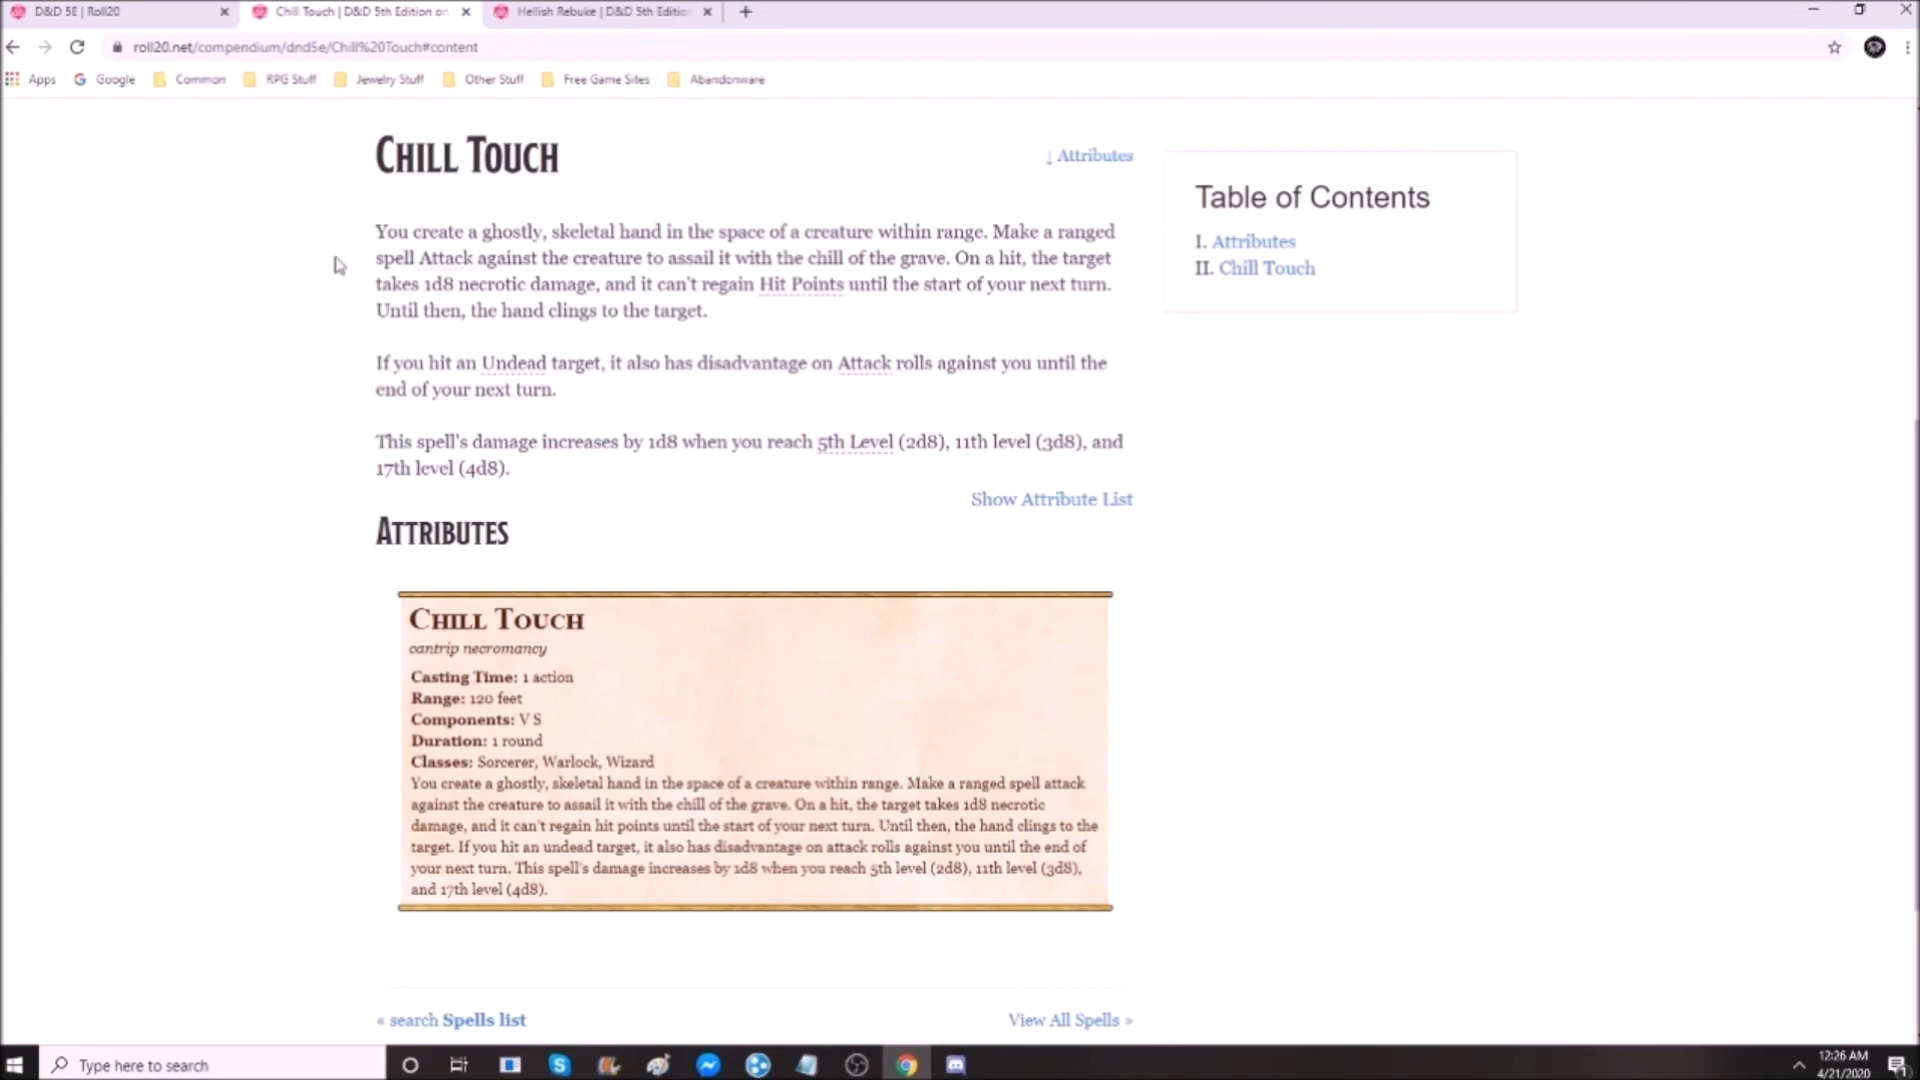 D&D 5E | Roll20
Chill Touch | D&D 5th Edition on
Hellish Rebuke | D&D 5th Edition
roll20.net/compendium/dnd5e/Chill%20Touch#content
Apps
Google
Common
RPG Stuff
Jewelry Stuff
Other Stuff
Free Game Sites
Abandonware
CHILL TOUCH
↓ Attributes
You create a ghostly, skeletal hand in the space of a creature within range. Make a ranged
spell Attack against the creature to assail it with the chill of the grave. On a hit, the target
takes 1d8 necrotic damage, and it can't regain Hit Points until the start of your next turn.
Until then, the hand clings to the target.
If you hit an Undead target, it also has disadvantage on Attack rolls against you until the
end of your next turn.
This spell's damage increases by 1d8 when you reach 5th Level (2d8), 11th level (3d8), and
17th level (4d8).
Show Attribute List
ATTRIBUTES
CHILL TOUCH
cantrip necromancy
Casting Time: 1 action
Range: 120 feet
Components: V S
Duration: 1 round
Classes: Sorcerer, Warlock, Wizard
You create a ghostly, skeletal hand in the space of a creature within range. Make a ranged spell attack
against the creature to assail it with the chill of the grave. On a hit, the target takes 1d8 necrotic
damage, and it can't regain hit points until the start of your next turn. Until then, the hand clings to the
target. If you hit an undead target, it also has disadvantage on attack rolls against you until the end of
your next turn. This spell's damage increases by 1d8 when you reach 5th level (2d8), 11th level (3d8),
and 17th level (4d8).
« search Spells list
View All Spells »
Table of Contents
I. Attributes
II. Chill Touch
Type here to search
12:26 AM
4/21/2020